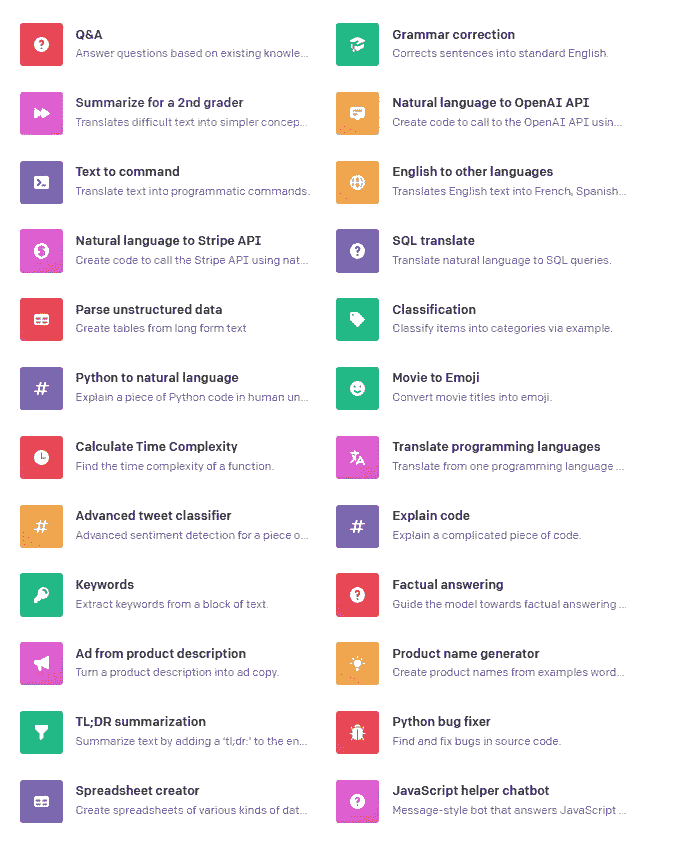 Q&A
Answer questions based on existing knowle...
Grammar correction
Corrects sentences into standard English.
Summarize for a 2nd grader
Translates difficult text into simpler concep...
Natural language to OpenAI API
Create code to call to the OpenAI API usin...
Text to command
Translate text into programmatic commands.
English to other languages
Translates English text into French, Spanish...
Natural language to Stripe API
Create code to call the Stripe API using nat...
SQL translate
Translate natural language to SQL queries.
Parse unstructured data
Create tables from long form text
Classification
Classify items into categories via example.
Python to natural language
Explain a piece of Python code in human un...
Movie to Emoji
Convert movie titles into emoji.
Calculate Time Complexity
Find the time complexity of a function.
Translate programming languages
Translate from one programming language ...
Advanced tweet classifier
Advanced sentiment detection for a piece o...
Explain code
Explain a complicated piece of code.
Keywords
Extract keywords from a block of text.
Factual answering
Guide the model towards factual answering ...
Ad from product description
Turn a product description into ad copy.
Product name generator
Create product names from examples word...
TL;DR summarization
Summarize text by adding a 'tl;dr:' to the en...
Python bug fixer
Find and fix bugs in source code.
Spreadsheet creator
Create spreadsheets of various kinds of dat...
JavaScript helper chatbot
Message-style bot that answers JavaScript ...